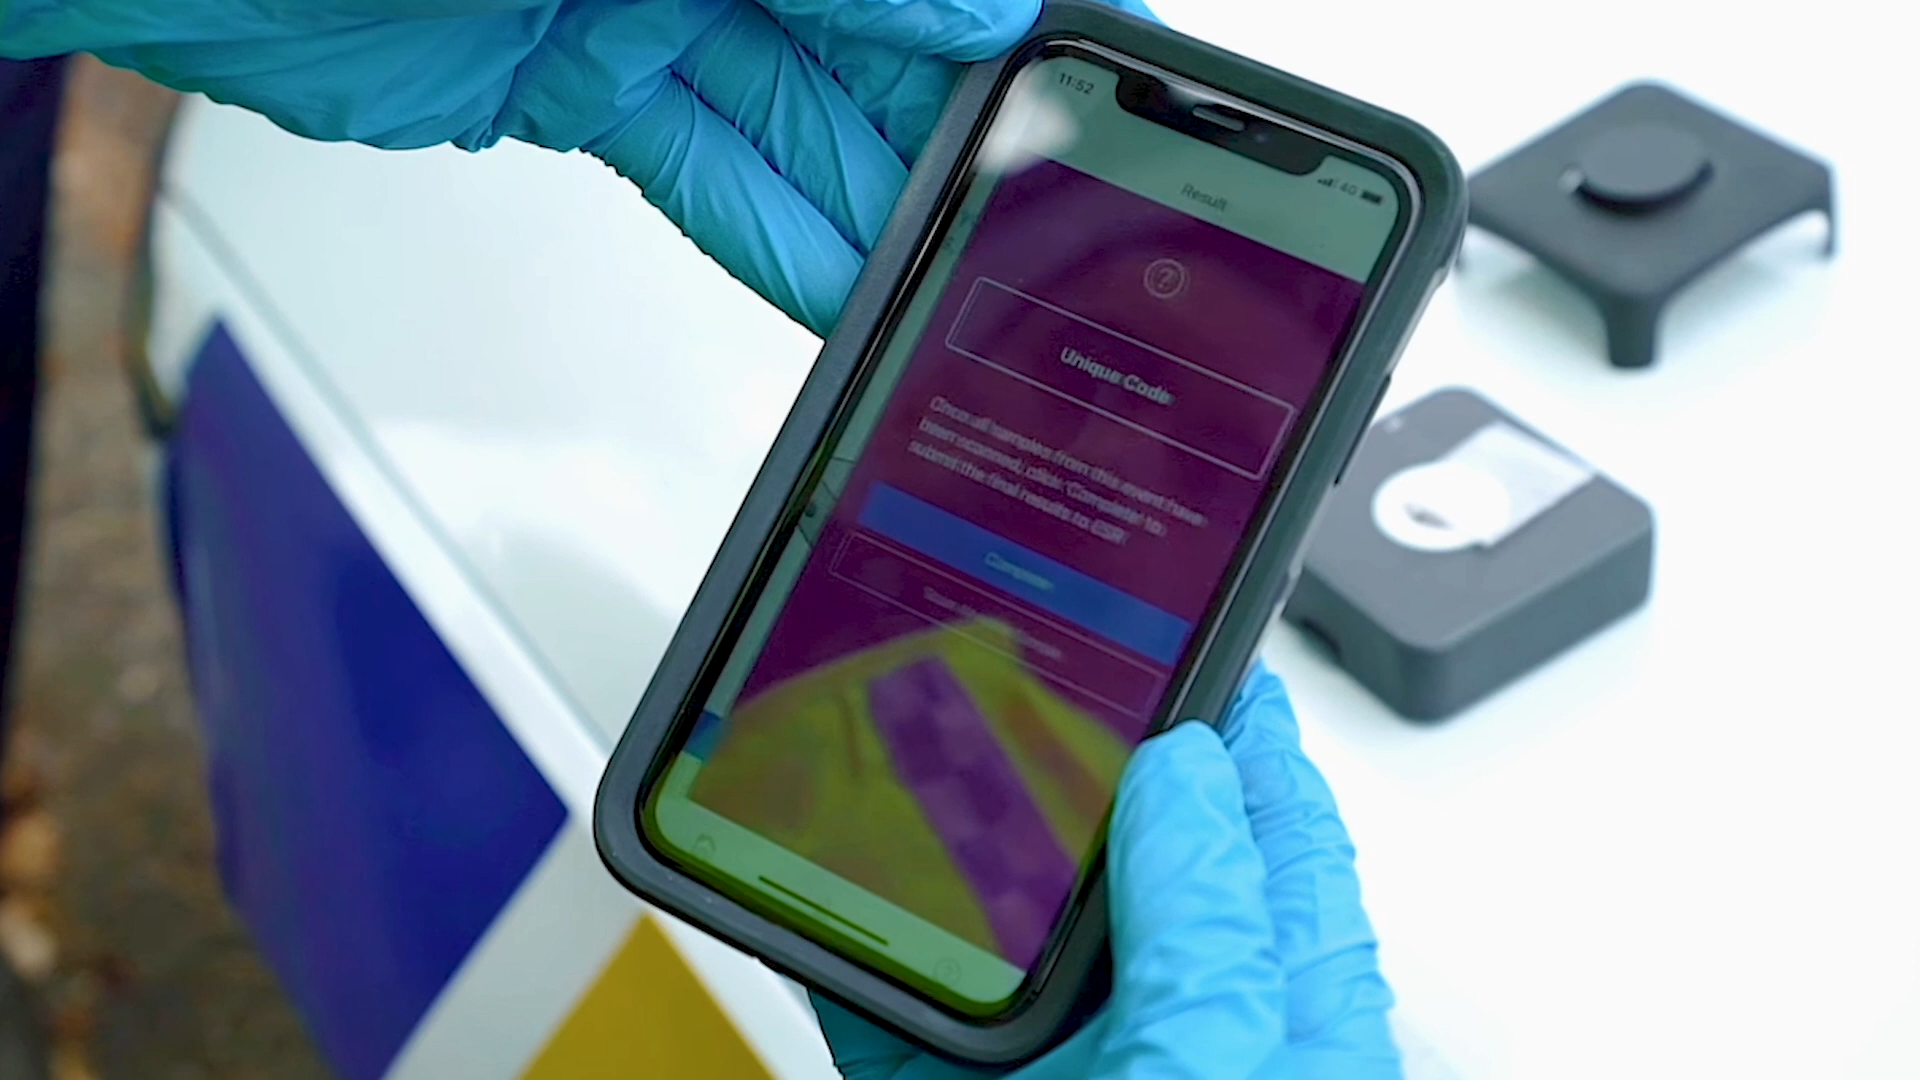 11:52
4G
Result
Unique Code
Once all samples from this event have
been scanned, click 'Complete' to
submit the final results to ESR
Complete